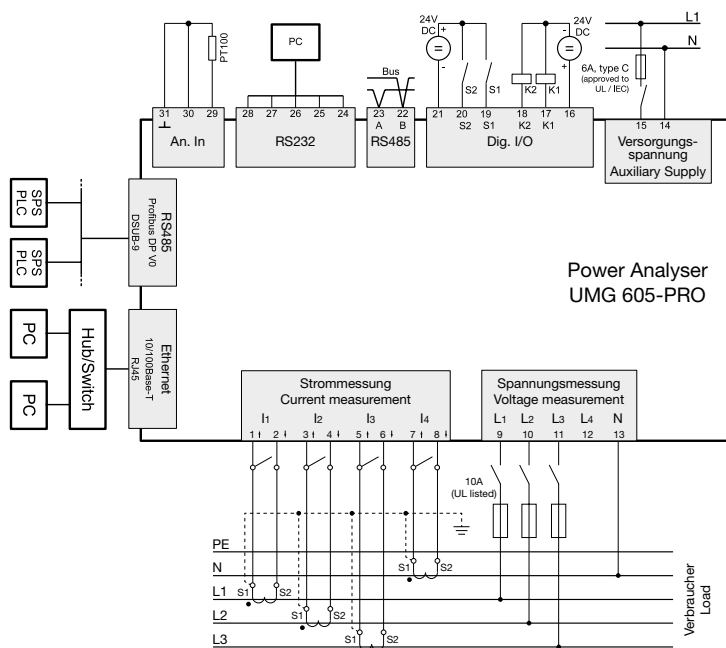 24V
DC
+
-
24V
DC
-
+
L1
N
PC
PT100
Bus
S2
S1
K2
K1
6A, type C
(approved to
UL / IEC)
31
30
29
28
27
26
25
24
23
22
21
20
19
18
17
16
15
14
A
B
S2
S1
K2
K1
An. In
RS232
RS485
Dig. I/O
Versorgungs-
spannung
Auxiliary Supply
SPS
PLC
SPS
PLC
RS485
Profibus DP V0
DSUB-9
Power Analyser
UMG 605-PRO
PC
PC
Hub/Switch
Ethernet
10/100Base-T
RJ45
Strommessung
Current measurement
I1
I2
I3
I4
1
2
3
4
5
6
7
8
Spannungsmessung
Voltage measurement
L1
L2
L3
L4
N
9
10
11
12
13
10A
(UL listed)
PE
N
S1
S2
L1
S1
S2
L2
S1
S2
L3
S1
S2
Verbraucher
Load